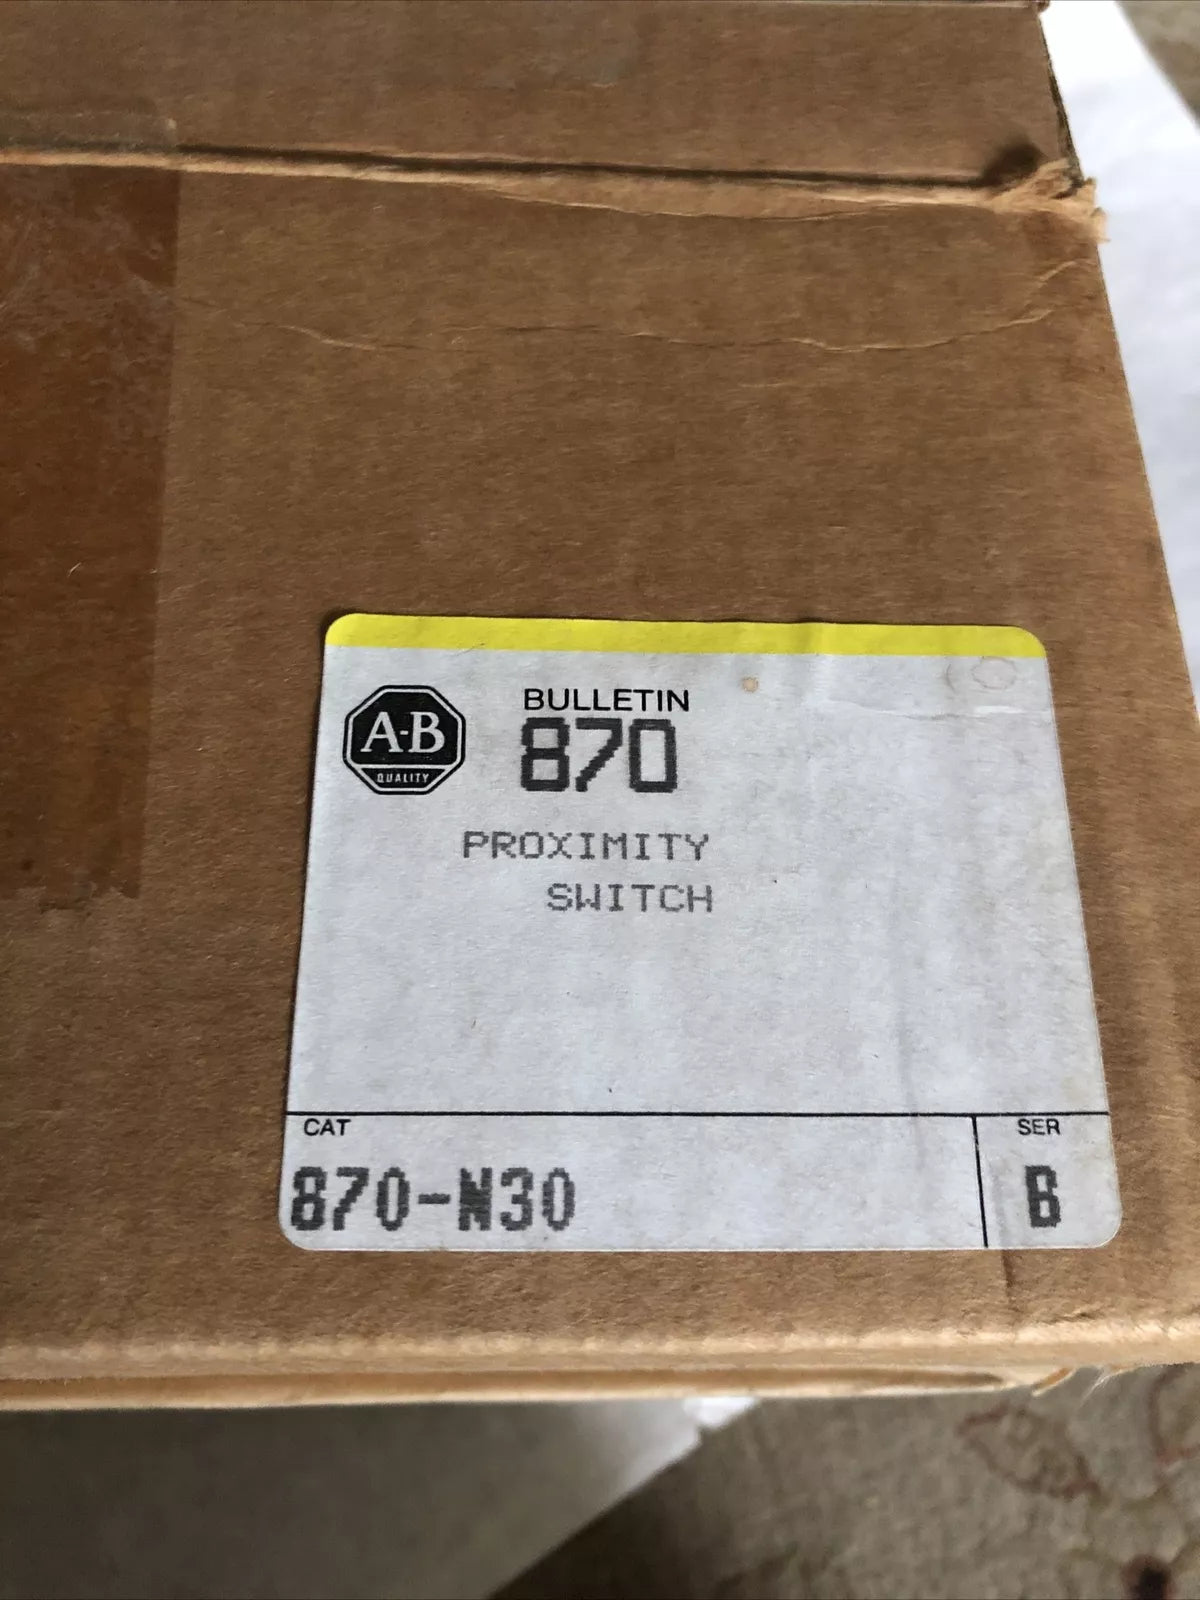 A-B
QUALITY
BULLETIN
870
PROXIMITY
SWITCH
CAT
870-N30
SER
B